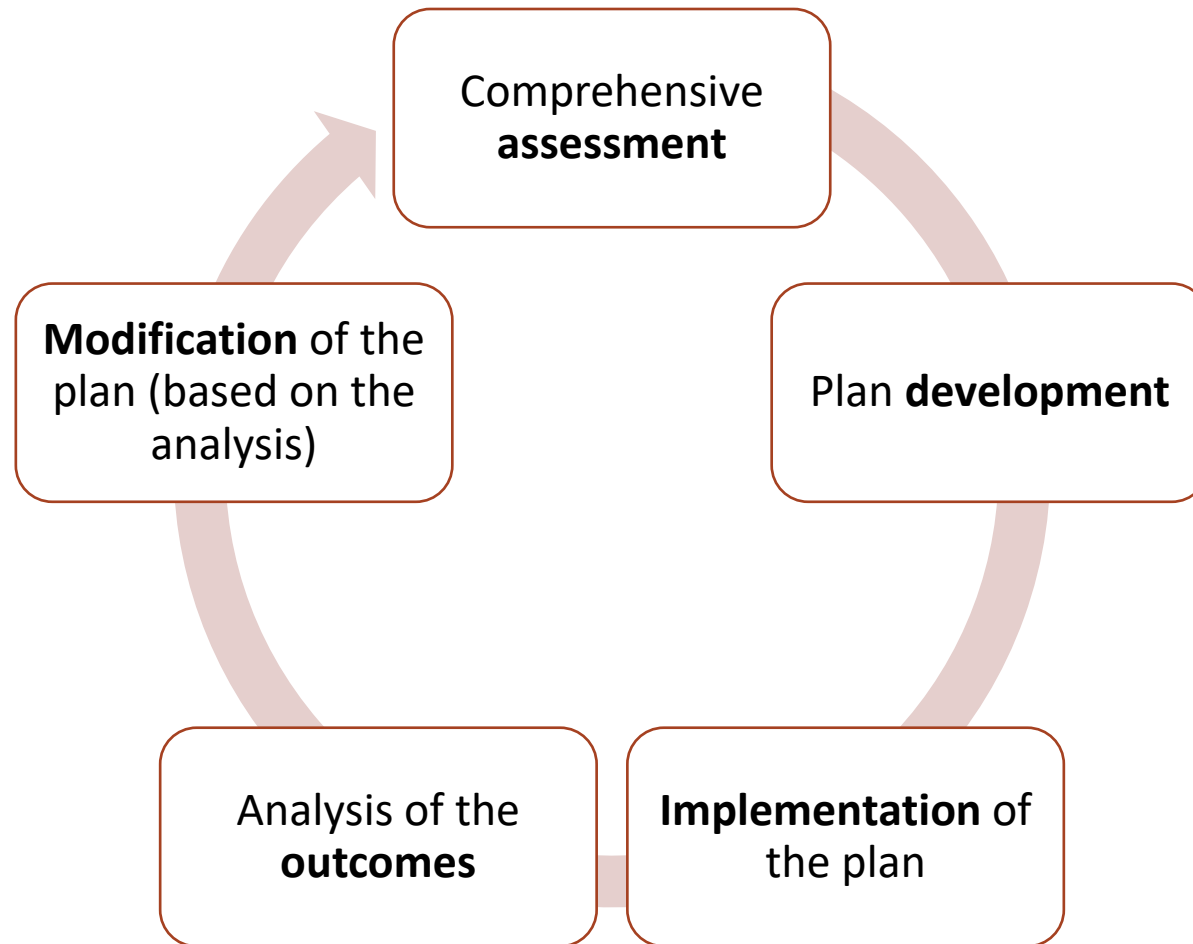 Comprehensive
assessment
Plan development
Implementation of
the plan
Analysis of the
outcomes
Modification of the
plan (based on the
analysis)